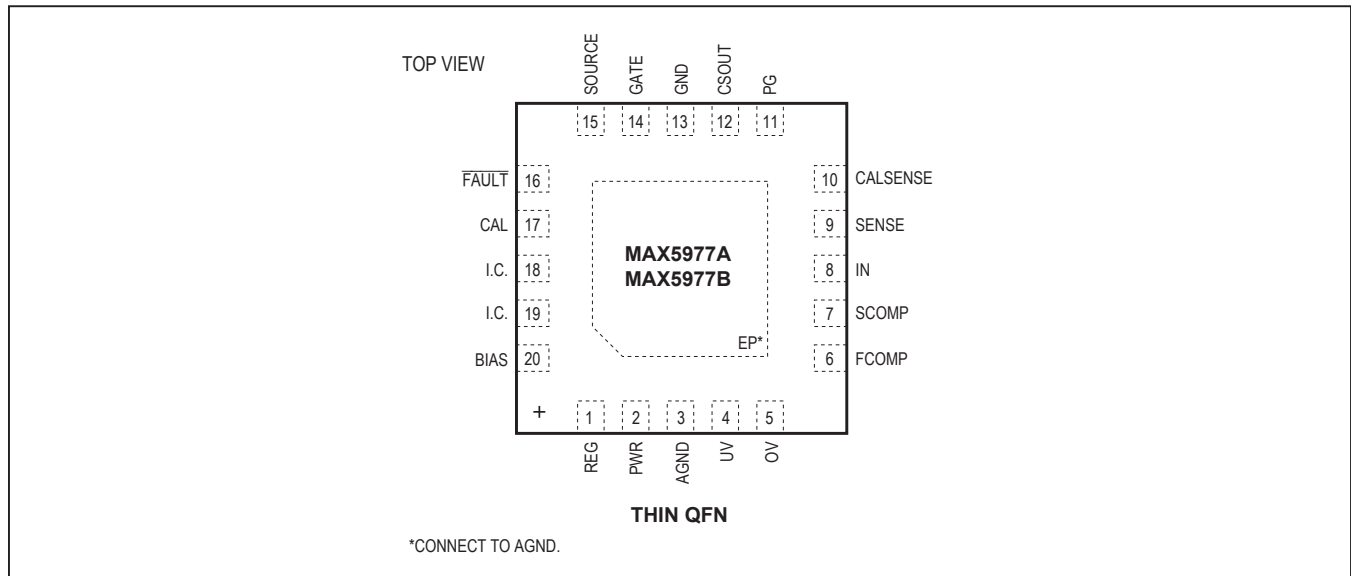 TOP VIEW
SOURCE
GATE
GND
CSOUT
PG
15
14
13
12
11
FAULT 16
10 CALSENSE
CAL 17
9 SENSE
MAX5977A
MAX5977B
I.C. 18
8 IN
I.C. 19
7 SCOMP
EP*
BIAS 20
6 FCOMP
+
1
2
3
4
5
REG
PWR
AGND
UV
OV
THIN QFN
*CONNECT TO AGND.